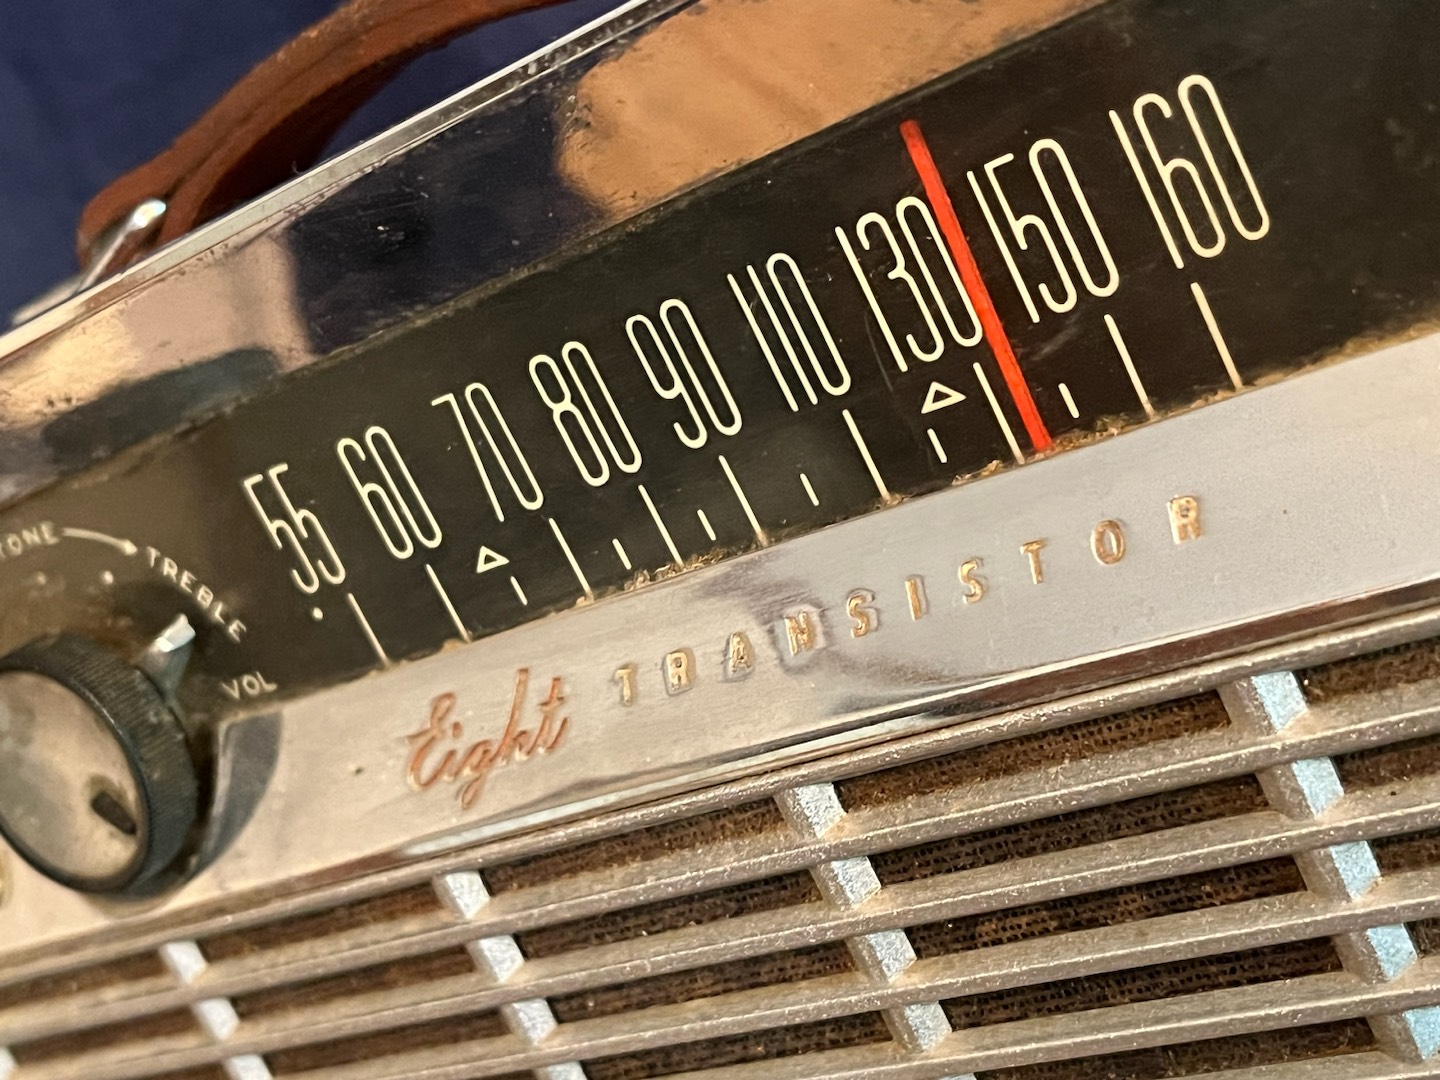 55 60 70 80 90 110 130 150 160
TONE TREBLE
VOL
Eight TRANSISTOR